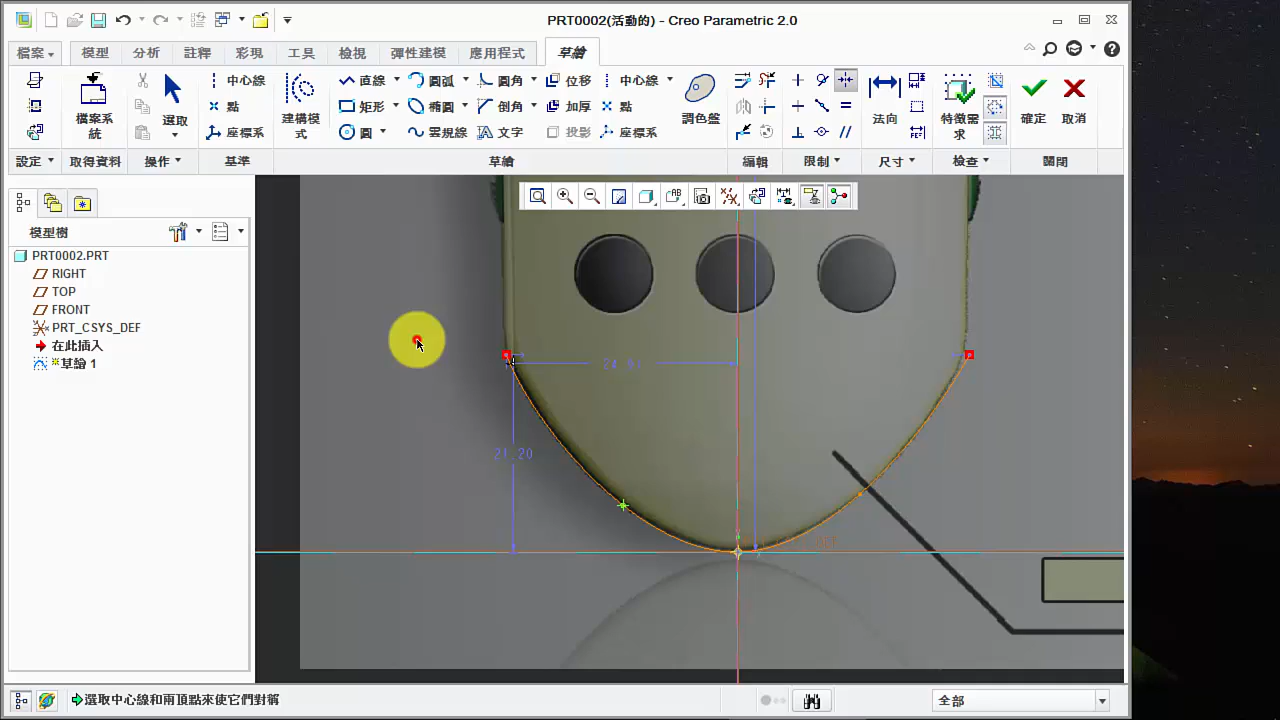 PRT0002(活動的) - Creo Parametric 2.0
檔案 模型 分析 註釋 彩現 工具 檢視 彈性建模 應用程式 草繪
中心線 直線 圓弧 圓角 位移 中心線
點 矩形 橢圓 倒角 加厚 點
座標系 圓 雲規線 文字 投影 座標系
檔案系統
選取
建構模式
調色盤
法向
特徵需求
確定
取消
設定 取得資料 操作 基準 草繪 編輯 限制 尺寸 檢查 關閉
模型樹
PRT0002.PRT
RIGHT
TOP
FRONT
PRT_CSYS_DEF
在此插入
草繪 1
21.20
選取中心線和兩頂點來使它們對稱
全部